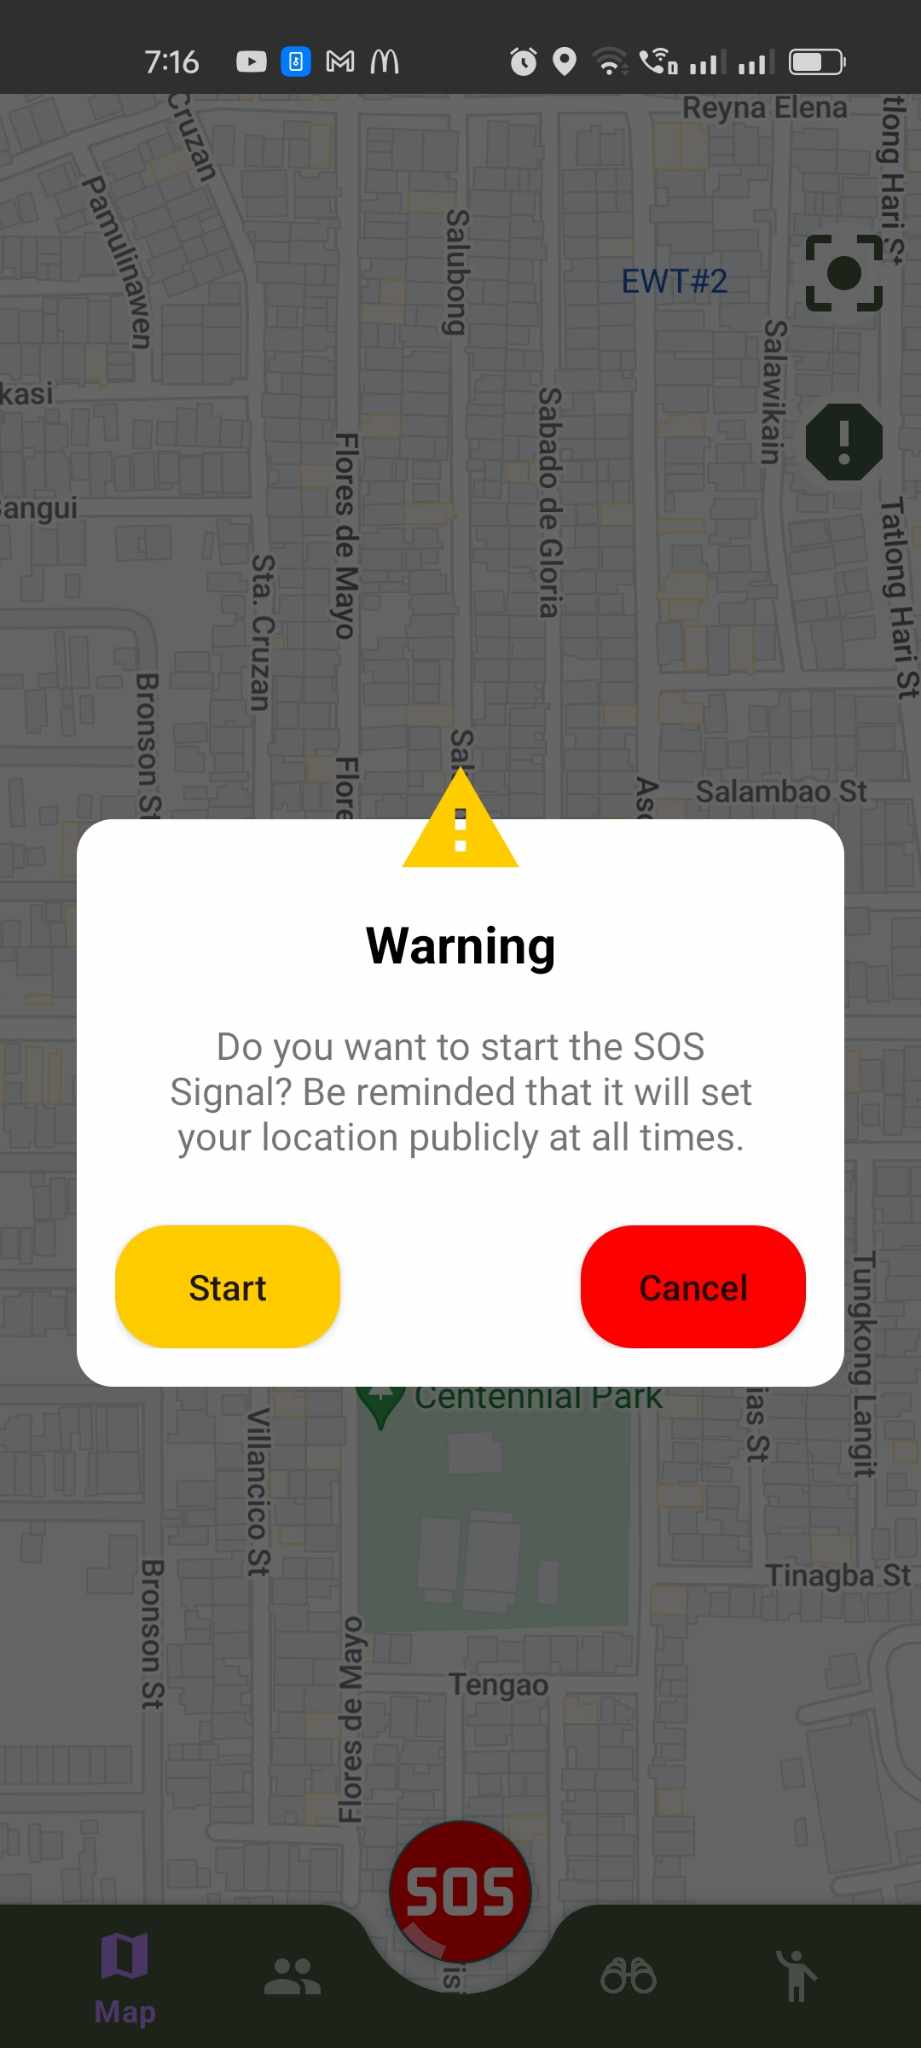 7:16
Reyna Elena
Cruzan
Pamulinawen
Salubong
EWT#2
tlong Hari St
Salawikain
kasi
Sabado de Gloria
Flores de Mayo
Bangui
Tatlong Hari St
Sta. Cruzan
Bronson St
Sal
Flore
Asc
Salambao St
Warning
Do you want to start the SOS
Signal? Be reminded that it will set
your location publicly at all times.
Start
Cancel
Tungkong Langit
Centennial Park
ias St
Villancico St
Bronson St
Tinagba St
Flores de Mayo
Tengao
SOS
is
Map